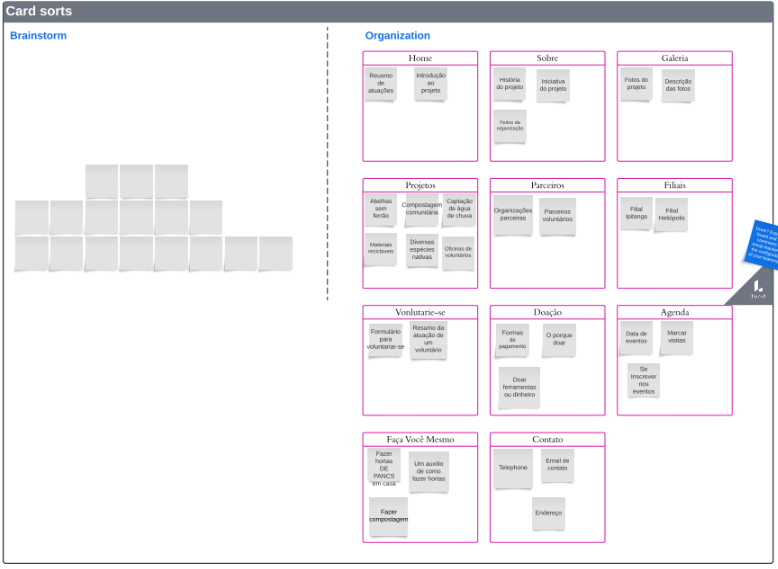 Card sorts
Brainstorm
Organization
Home
Reusmo
de
atuações
Introdução
ao
projeto
Sobre
História
do projeto
Iniciativa
do projeto
Feitos da
organização
Galeria
Fotos do
projeto
Descrição
das fotos
Projetos
Abelhas
sem
ferrão
Compostagem
comunitária
Captação
de água
de chuva
Materiais
recicláveis
Diversas
espécies
nativas
Oficinas de
voluntários
Parceiros
Organizações
parceiros
Parceiros
voluntários
Filiais
Filial
Ipitanga
Filial
Heliópolis
Vonlutarie-se
Formulário
para
voluntariar-se
Resumo da
atuação de
um
voluntário
Doação
Formas
de
pagamento
O porque
doar
Doar
ferramentas
ou dinheiro
Agenda
Data de
eventos
Marcar
visitas
Se
Inscrever
nos
eventos
Faça Você Mesmo
Fazer
hortas
DE
PANCS
em casa
Um auxílio
de como
fazer hortas
Fazer
compostagem
Contato
Telephone
Email de
contato
Endereço